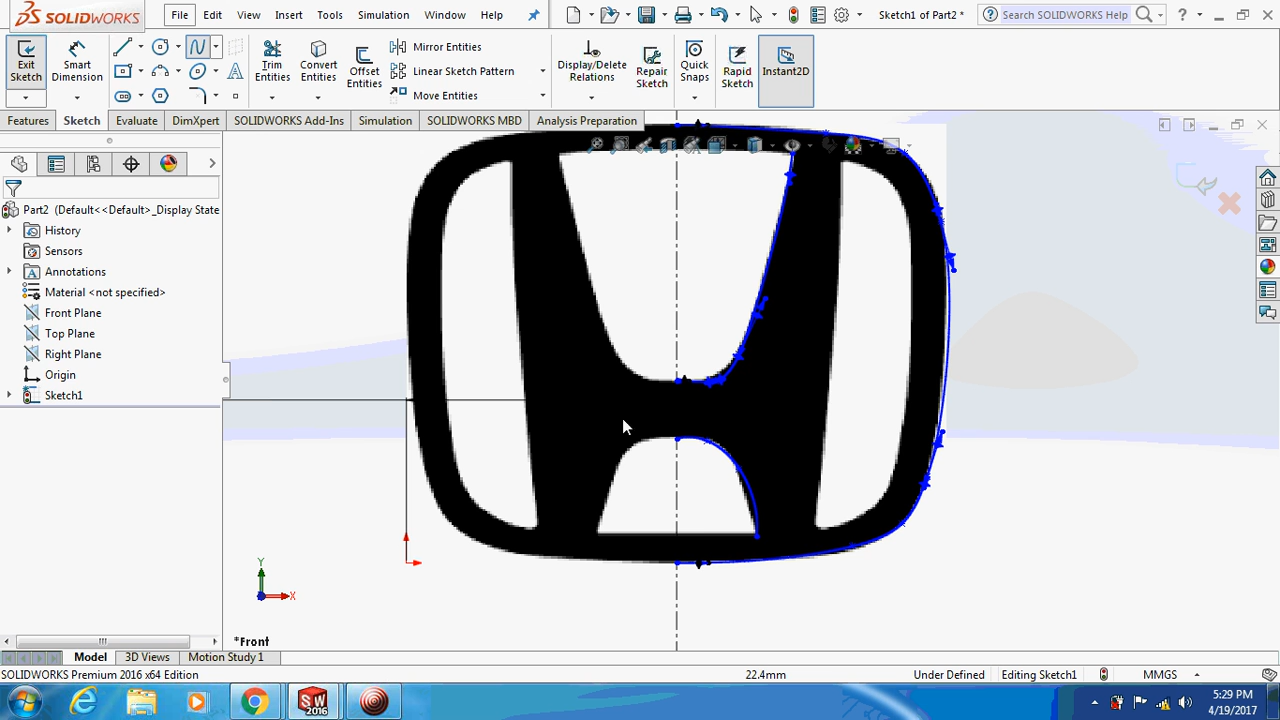 SOLIDWORKS File Edit View Insert Tools Simulation Window Help Sketch1 of Part2 * Search SOLIDWORKS Help ?
Exit Sketch Smart Dimension Trim Entities Convert Entities Offset Entities Mirror Entities Linear Sketch Pattern Move Entities Display/Delete Relations Repair Sketch Quick Snaps Rapid Sketch Instant2D
Features Sketch Evaluate DimXpert SOLIDWORKS Add-Ins Simulation SOLIDWORKS MBD Analysis Preparation
Part2 (Default<<Default>_Display State
History
Sensors
Annotations
Material <not specified>
Front Plane
Top Plane
Right Plane
Origin
Sketch1
Y
X
*Front
Model 3D Views Motion Study 1
SOLIDWORKS Premium 2016 x64 Edition 22.4mm Under Defined Editing Sketch1 MMGS
SW 2016
5:29 PM
4/19/2017